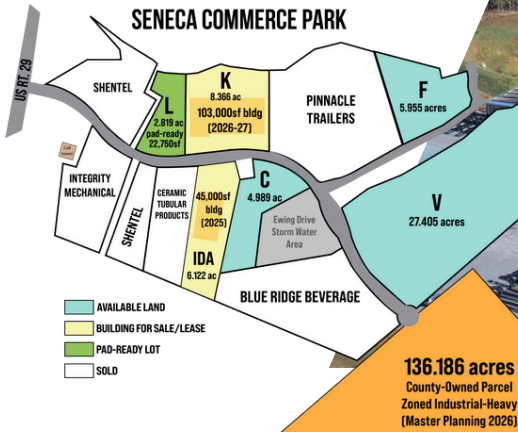 SENECA COMMERCE PARK
US RT. 29
SHENTEL
L
2.819 ac
pad-ready
22,750sf
K
8.366 ac
103,000sf bldg
(2026-27)
PINNACLE
TRAILERS
F
5.955 acres
Cell
tower
INTEGRITY
MECHANICAL
SHENTEL
CERAMIC
TUBULAR
PRODUCTS
45,000sf
bldg
(2025)
IDA
6.122 ac
C
4.989 ac
Ewing Drive
Storm Water
Area
V
27.405 acres
BLUE RIDGE BEVERAGE
AVAILABLE LAND
BUILDING FOR SALE/LEASE
PAD-READY LOT
SOLD
136.186 acres
County-Owned Parcel
Zoned Industrial-Heavy
(Master Planning 2026)